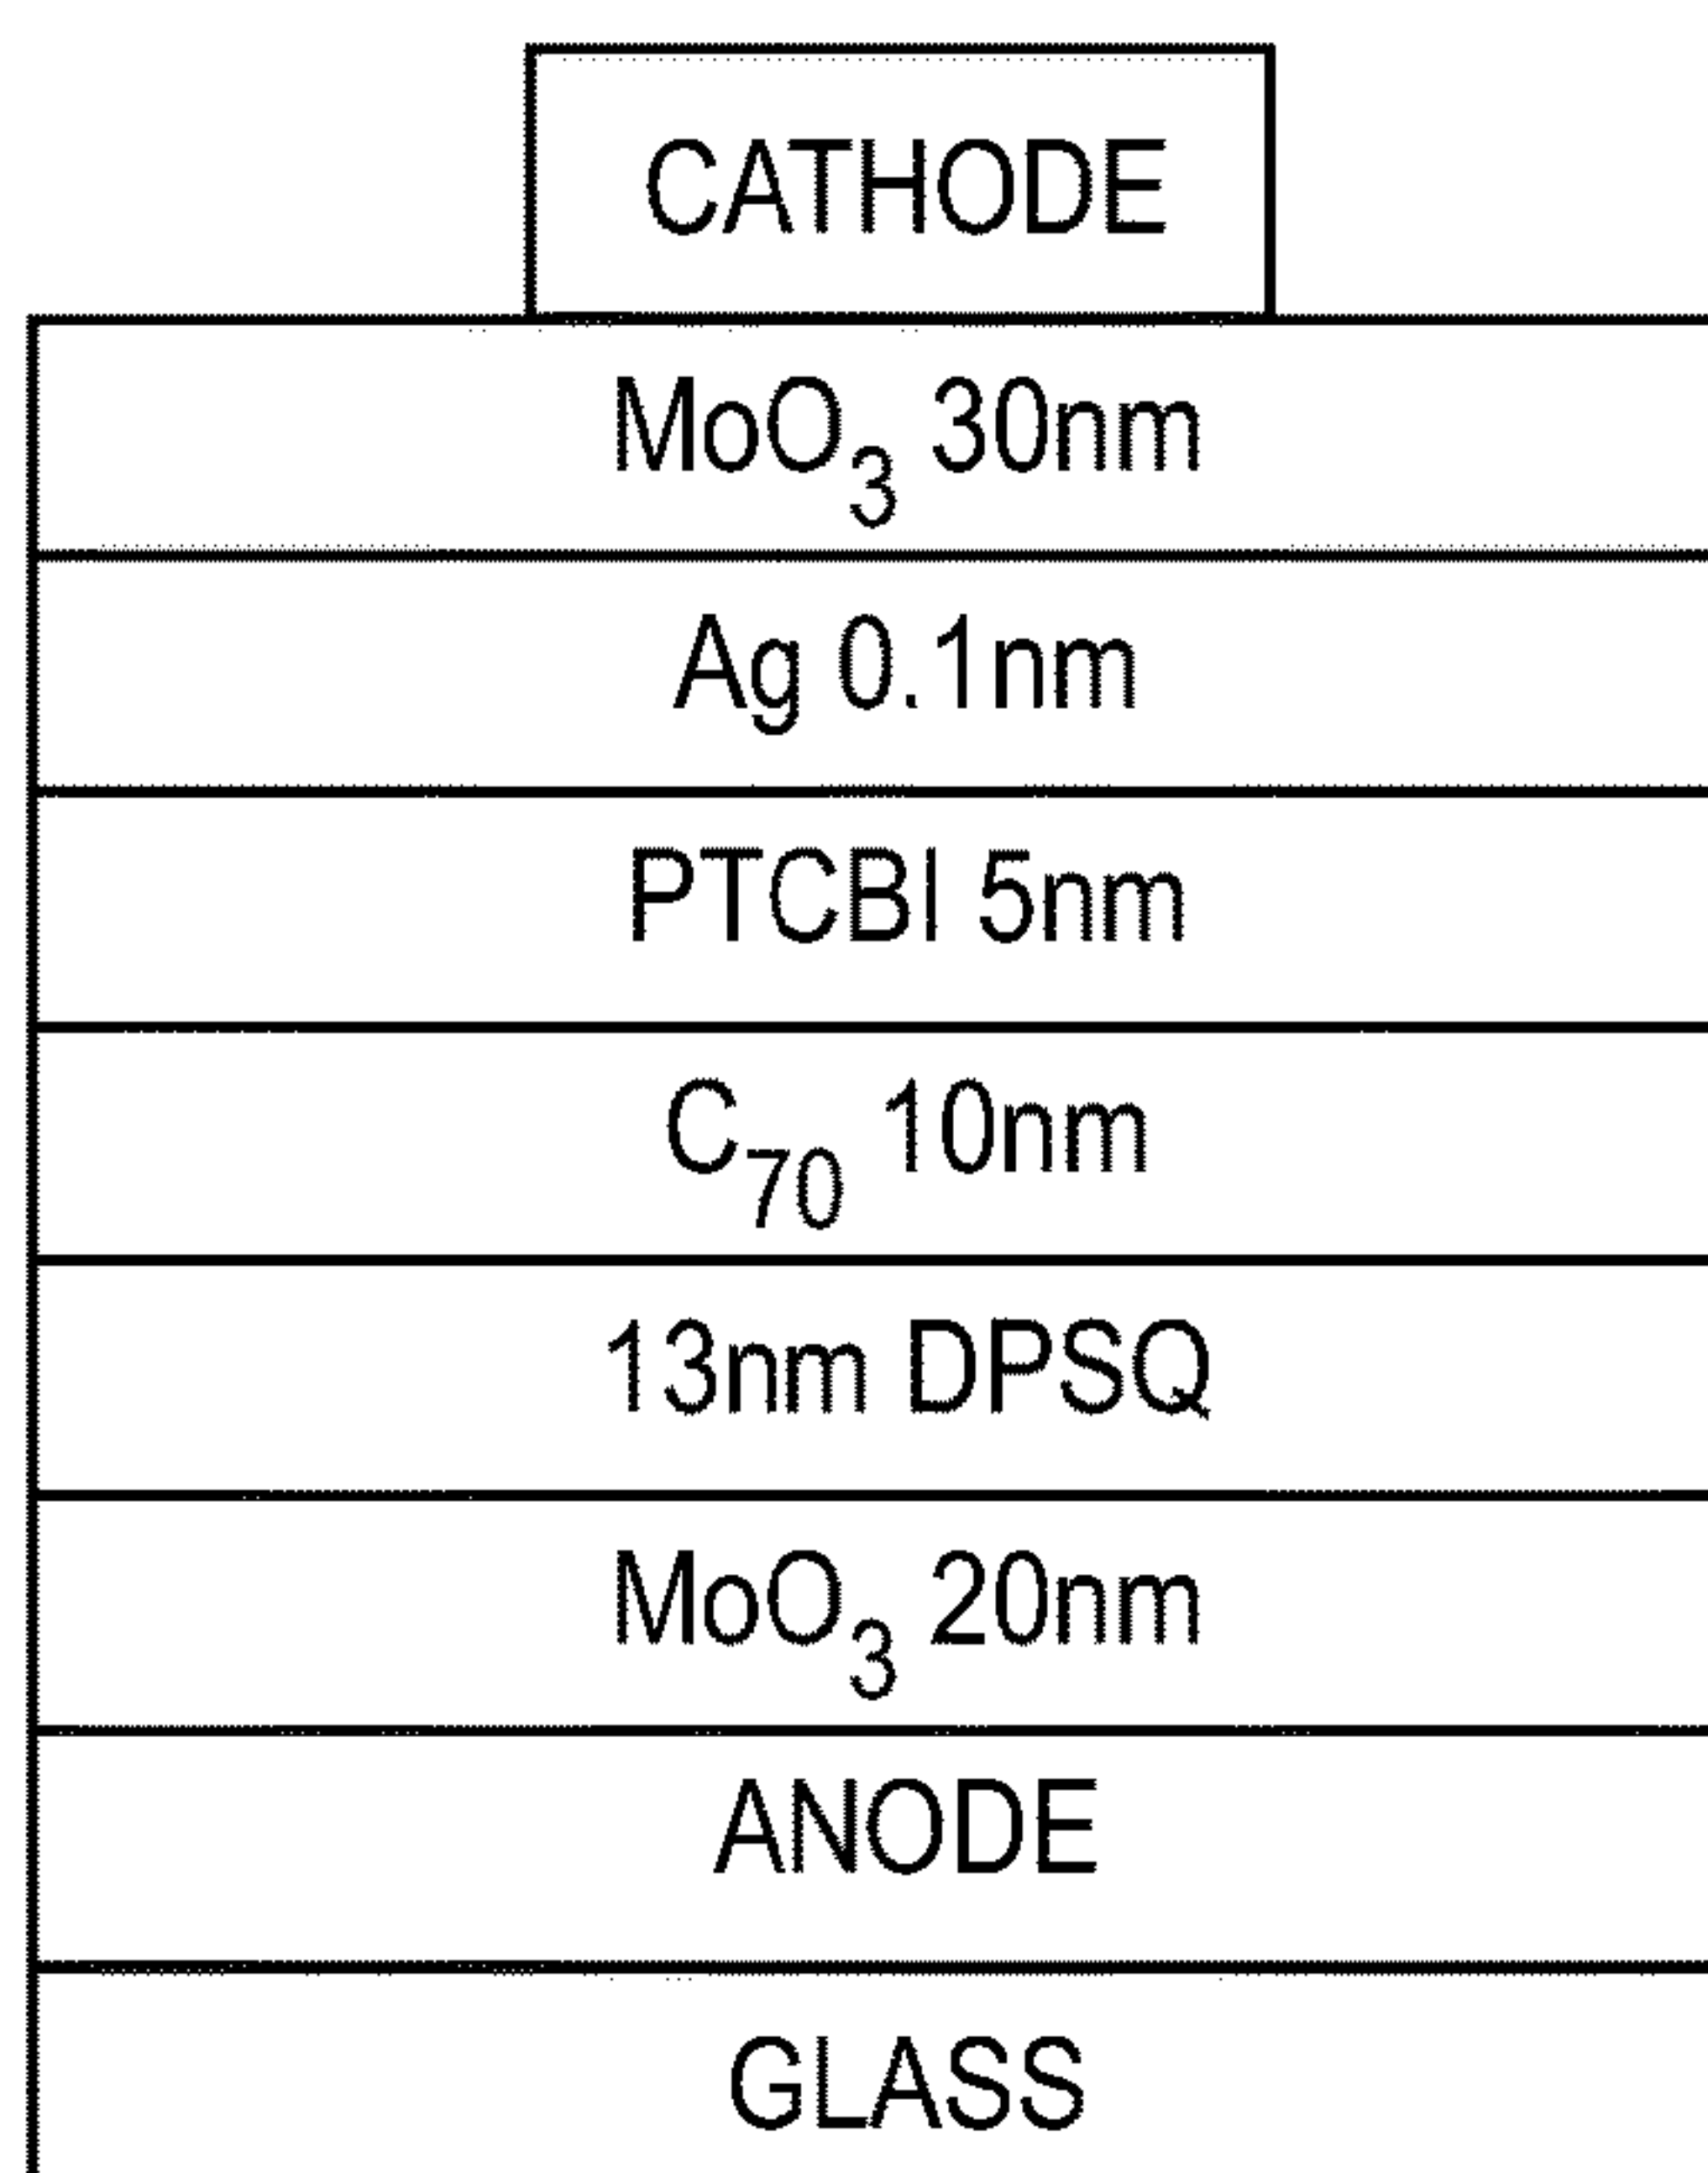 CATHODE
MoO₃ 30nm
Ag 0.1nm
PTCBI 5nm
C₇₀ 10nm
13nm DPSQ
MoO₃ 20nm
ANODE
GLASS